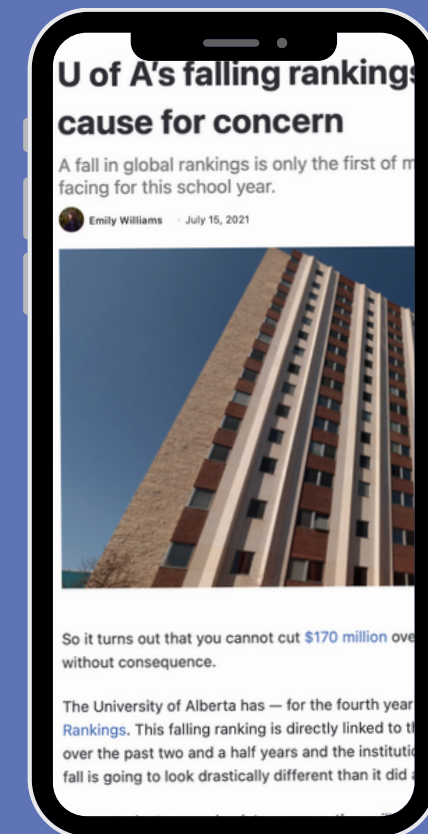 U of A's falling rankings
cause for concern
A fall in global rankings is only the first of m
facing for this school year.
Emily Williams · July 15, 2021
So it turns out that you cannot cut $170 million ove
without consequence.
The University of Alberta has — for the fourth year
Rankings. This falling ranking is directly linked to th
over the past two and a half years and the institutio
fall is going to look drastically different than it did